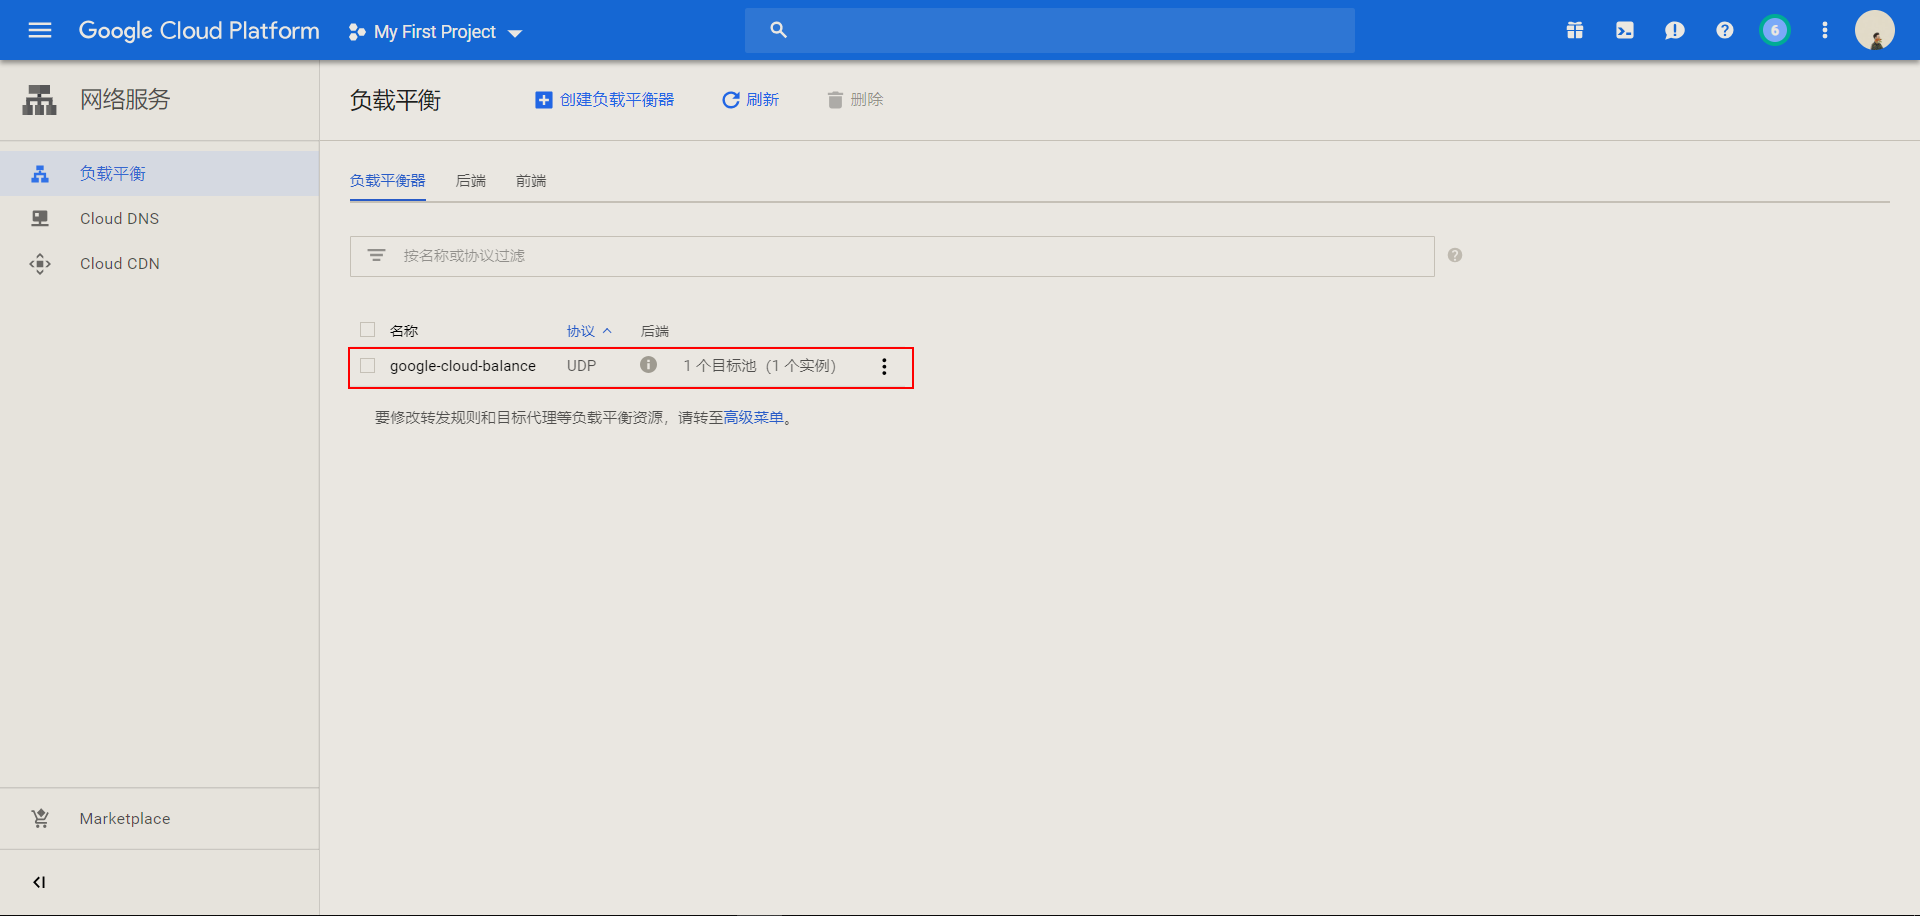 Google Cloud Platform
My First Project
6
网络服务
负载平衡
创建负载平衡器
刷新
删除
负载平衡
Cloud DNS
Cloud CDN
Marketplace
负载平衡器
后端
前端
按名称或协议过滤
名称
协议
后端
google-cloud-balance
UDP
1 个目标池（1 个实例）
要修改转发规则和目标代理等负载平衡资源，请转至高级菜单。